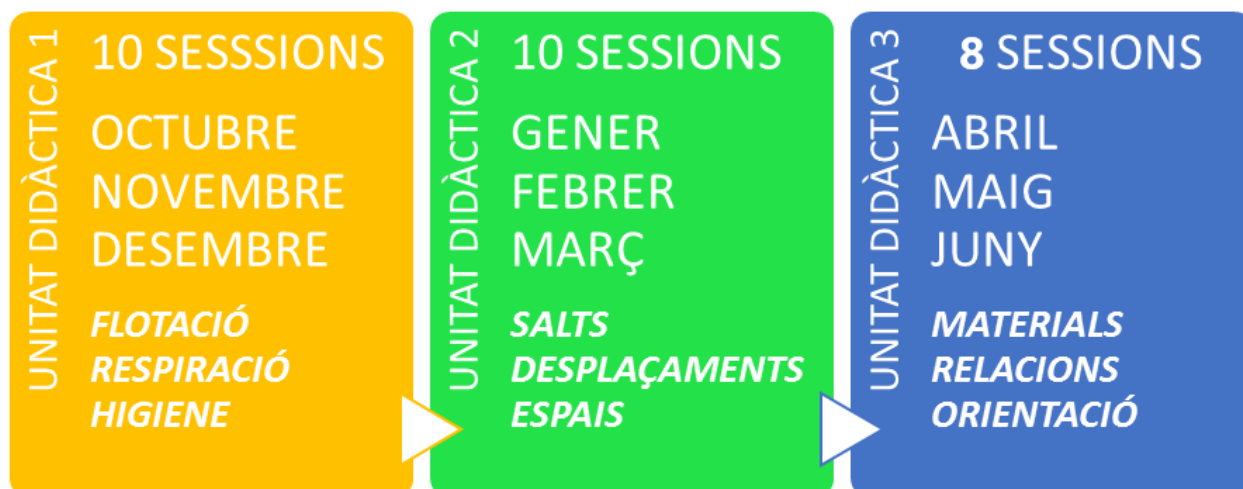 UNITAT DIDÀCTICA 1
10 SESSSIONS
OCTUBRE
NOVEMBRE
DESEMBRE
FLOTACIÓ
RESPIRACIÓ
HIGIENE
UNITAT DIDÀCTICA 2
10 SESSIONS
GENER
FEBRER
MARÇ
SALTS
DESPLAÇAMENTS
ESPAIS
UNITAT DIDÀCTICA 3
8 SESSIONS
ABRIL
MAIG
JUNY
MATERIALS
RELACIONS
ORIENTACIÓ